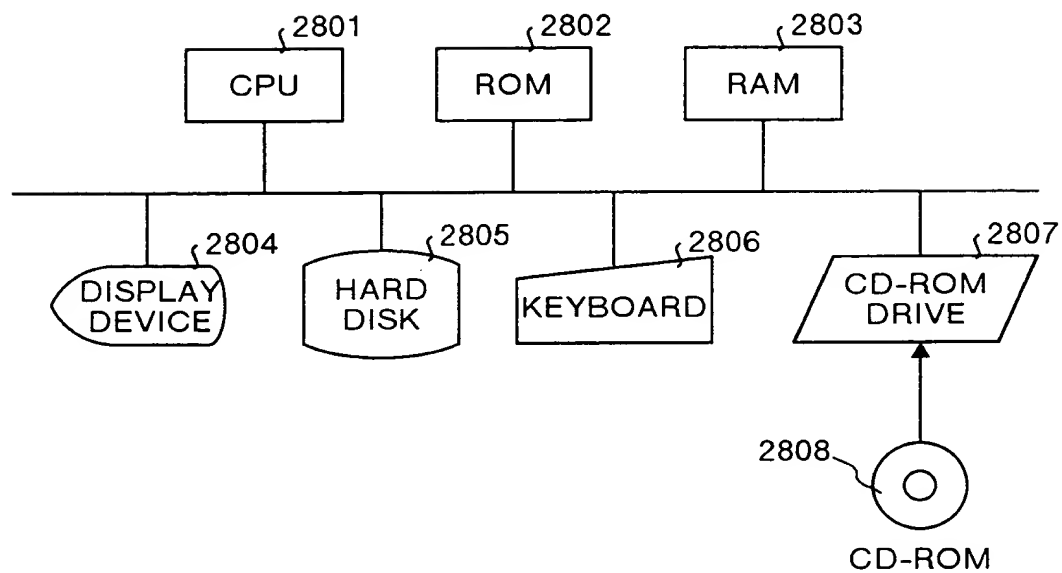 2801
2802
2803
CPU
ROM
RAM
2804
2805
2806
2807
DISPLAY
DEVICE
HARD
DISK
KEYBOARD
CD-ROM
DRIVE
2808
CD-ROM